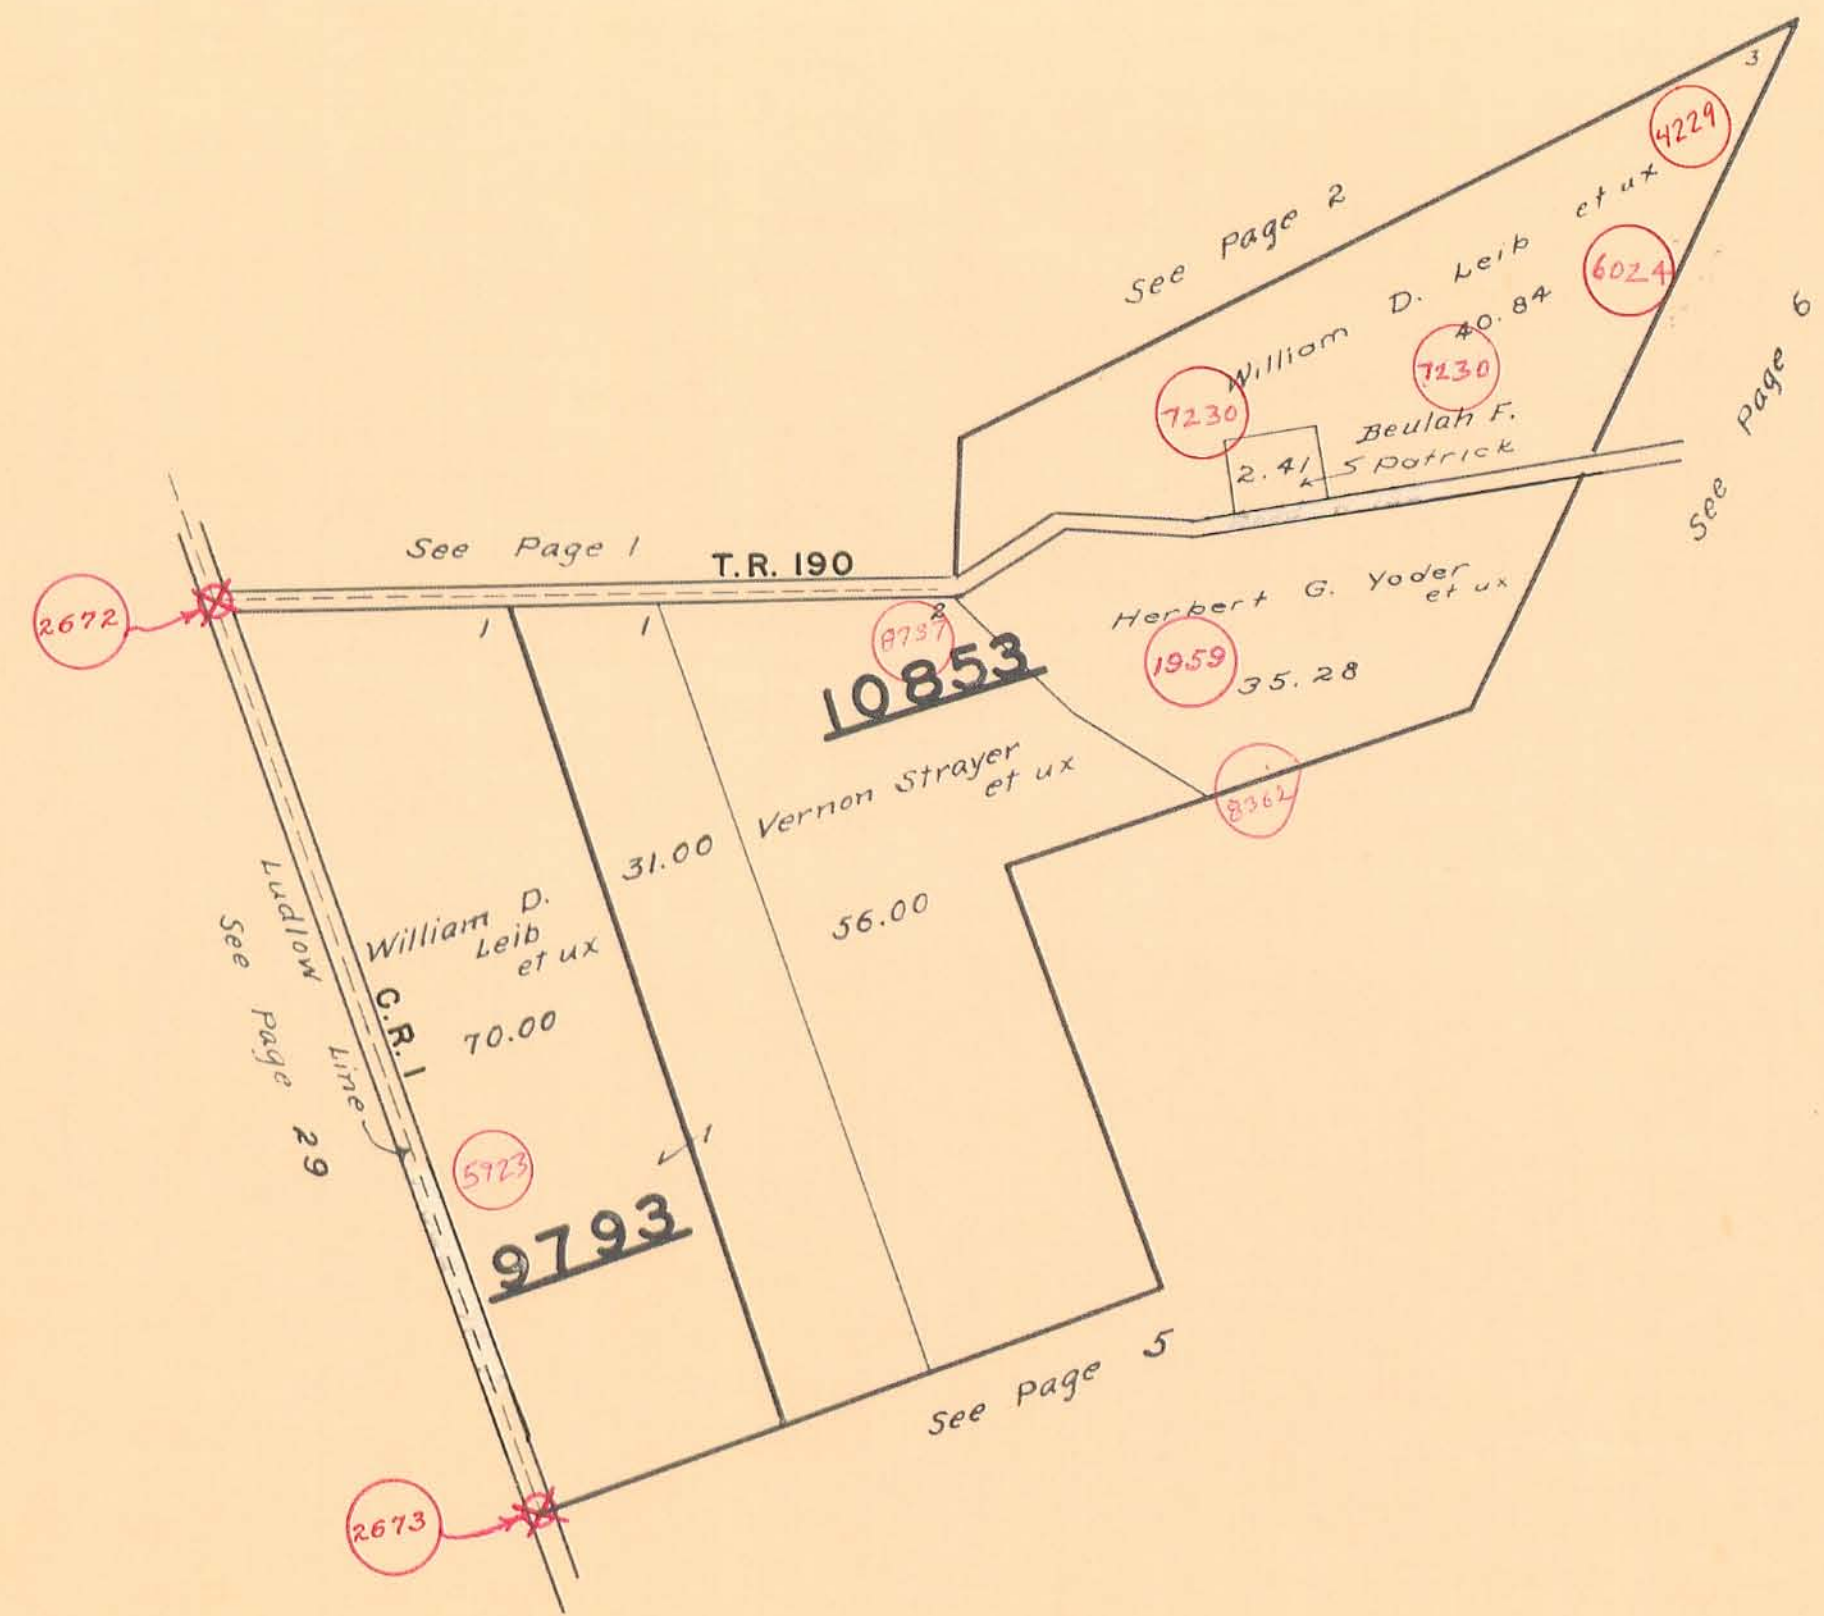 3
4229
et ux
See Page 2
William D. Leib
6024
40.84
7230
7230
Beulah F.
Spatrick
2.41
See Page 6
See Page 1
T.R. 190
2672
1
1
2
8737
10853
Herbert G. Yoder
et ux
1959
35.28
Vernon Strayer
et ux
8362
31.00
56.00
William D.
Leib
et ux
70.00
Ludlow Line
See Page 29
C.R. 1
1
5923
9793
See Page 5
2673